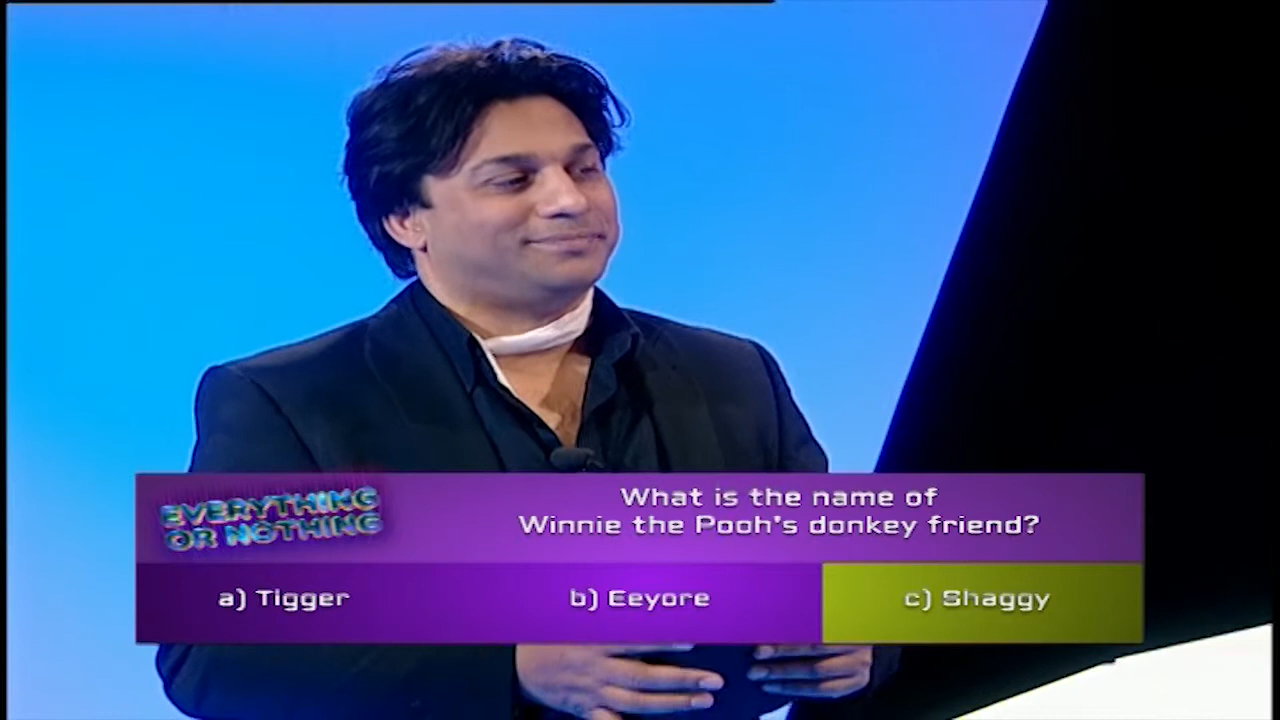 EVERYTHING
OR NOTHING
What is the name of
Winnie the Pooh's donkey friend?
a) Tigger
b) Eeyore
c) Shaggy